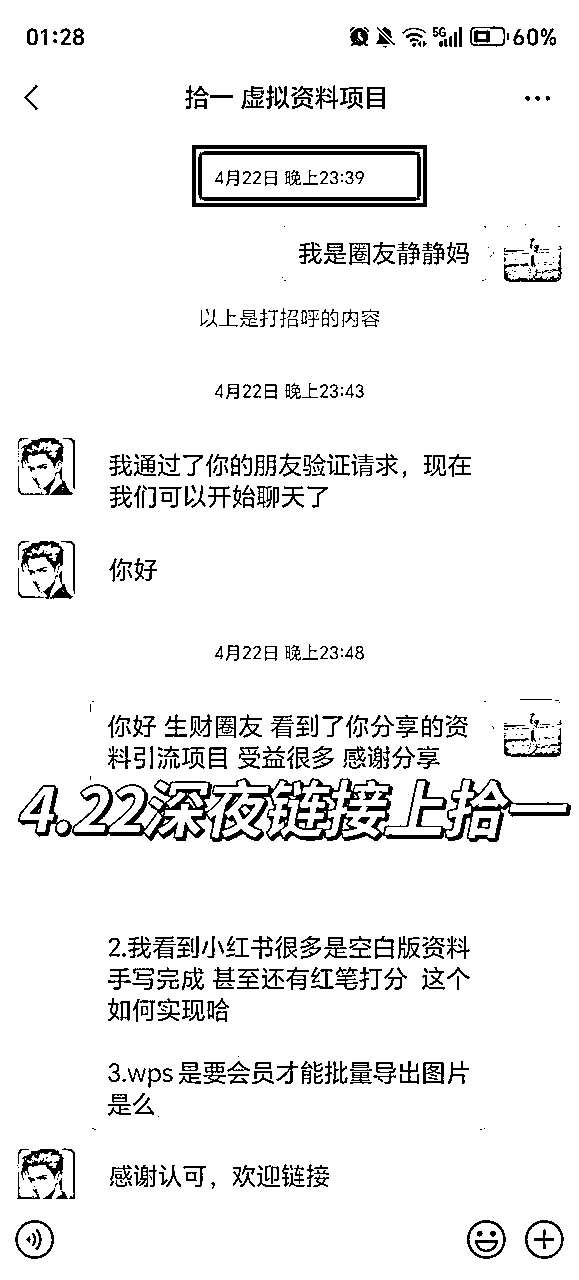 01:28
5G
60%
拾一 虚拟资料项目
4月22日 晚上23:39
我是圈友静静妈
以上是打招呼的内容
4月22日 晚上23:43
我通过了你的朋友验证请求，现在
我们可以开始聊天了
你好
4月22日 晚上23:48
你好 生财圈友 看到了你分享的资
料引流项目 受益很多 感谢分享
4.22深夜链接上拾一
2.我看到小红书很多是空白版资料
手写完成 甚至还有红笔打分 这个
如何实现哈
3.wps 是要会员才能批量导出图片
是么
感谢认可，欢迎链接